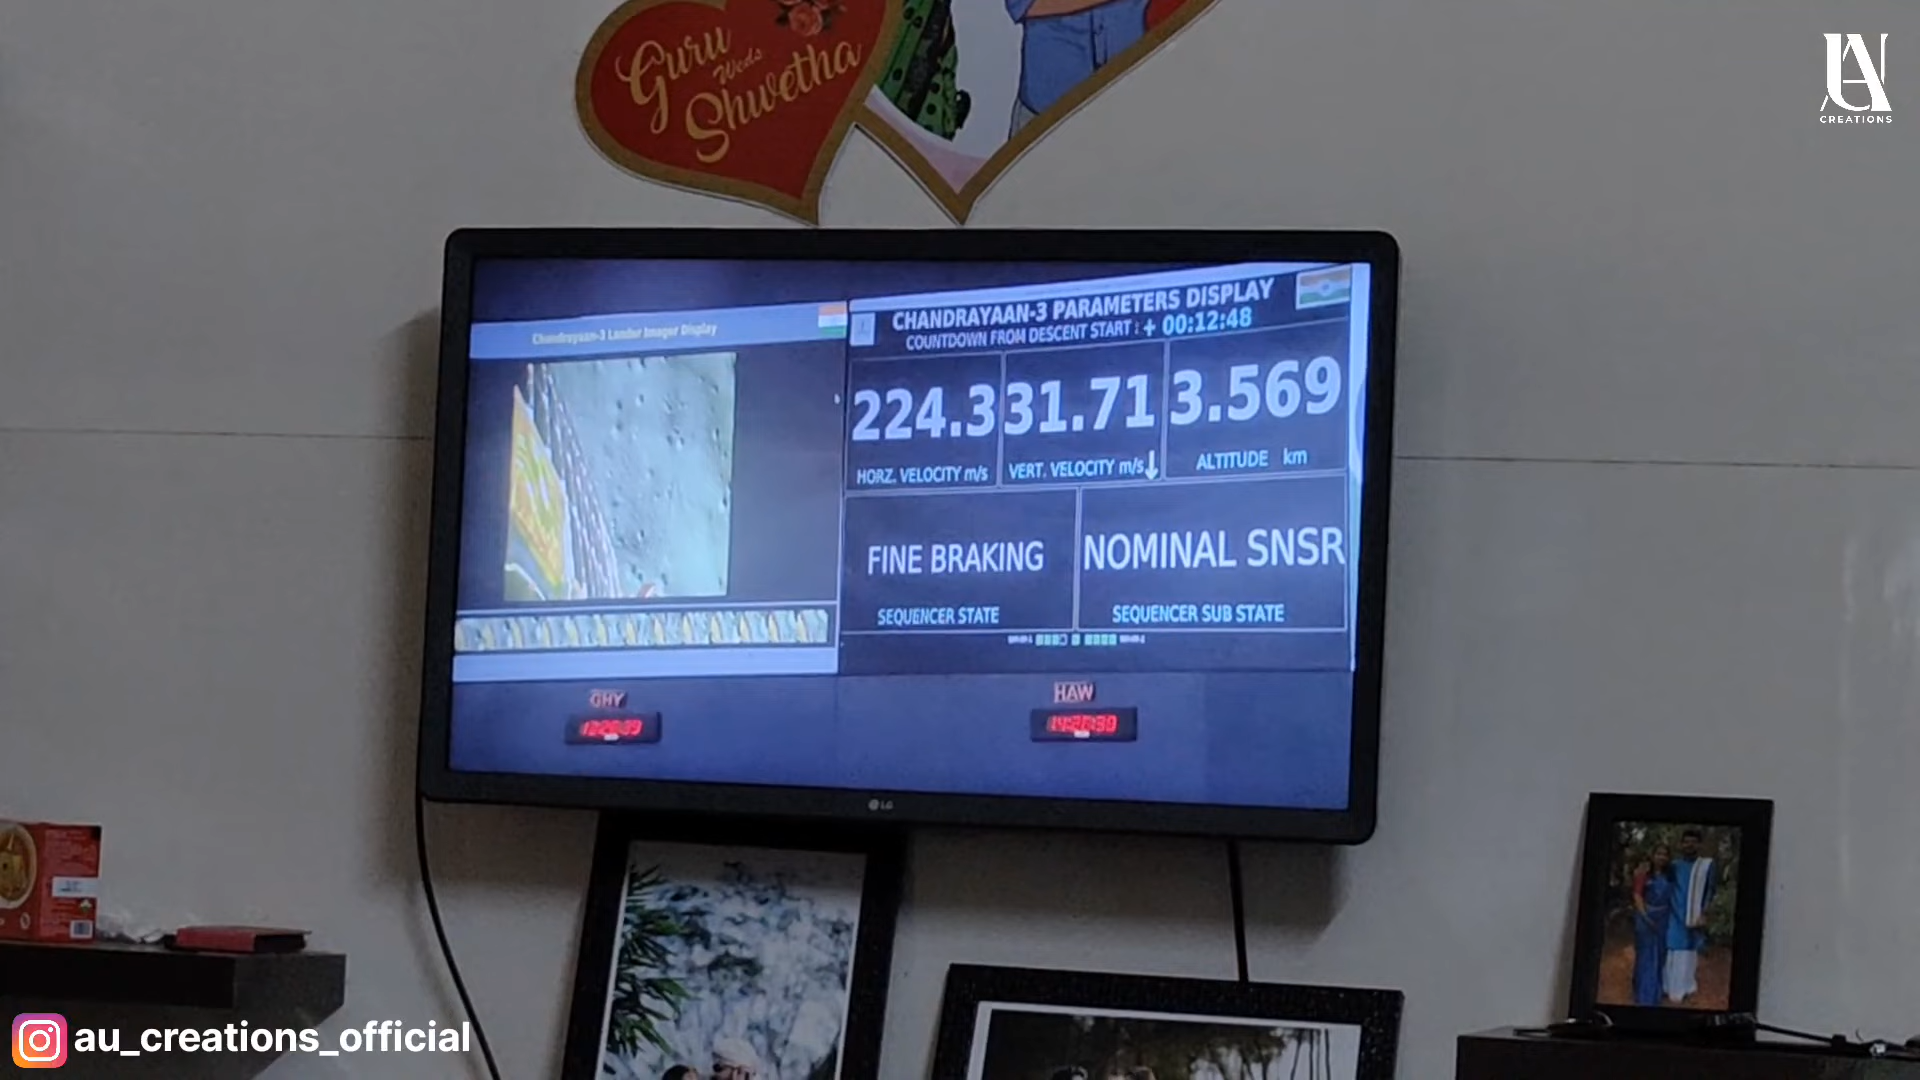 Guru
Weds
Shwetha
AU
CREATIONS
Chandrayaan-3 Lander Imager Display
CHANDRAYAAN-3 PARAMETERS DISPLAY
COUNTDOWN FROM DESCENT START : + 00:12:48
224.3 31.71 3.569
HORZ. VELOCITY m/s VERT. VELOCITY m/s ALTITUDE km
FINE BRAKING NOMINAL SNSR
SEQUENCER STATE SEQUENCER SUB STATE
GHY HAW
LG
au_creations_official